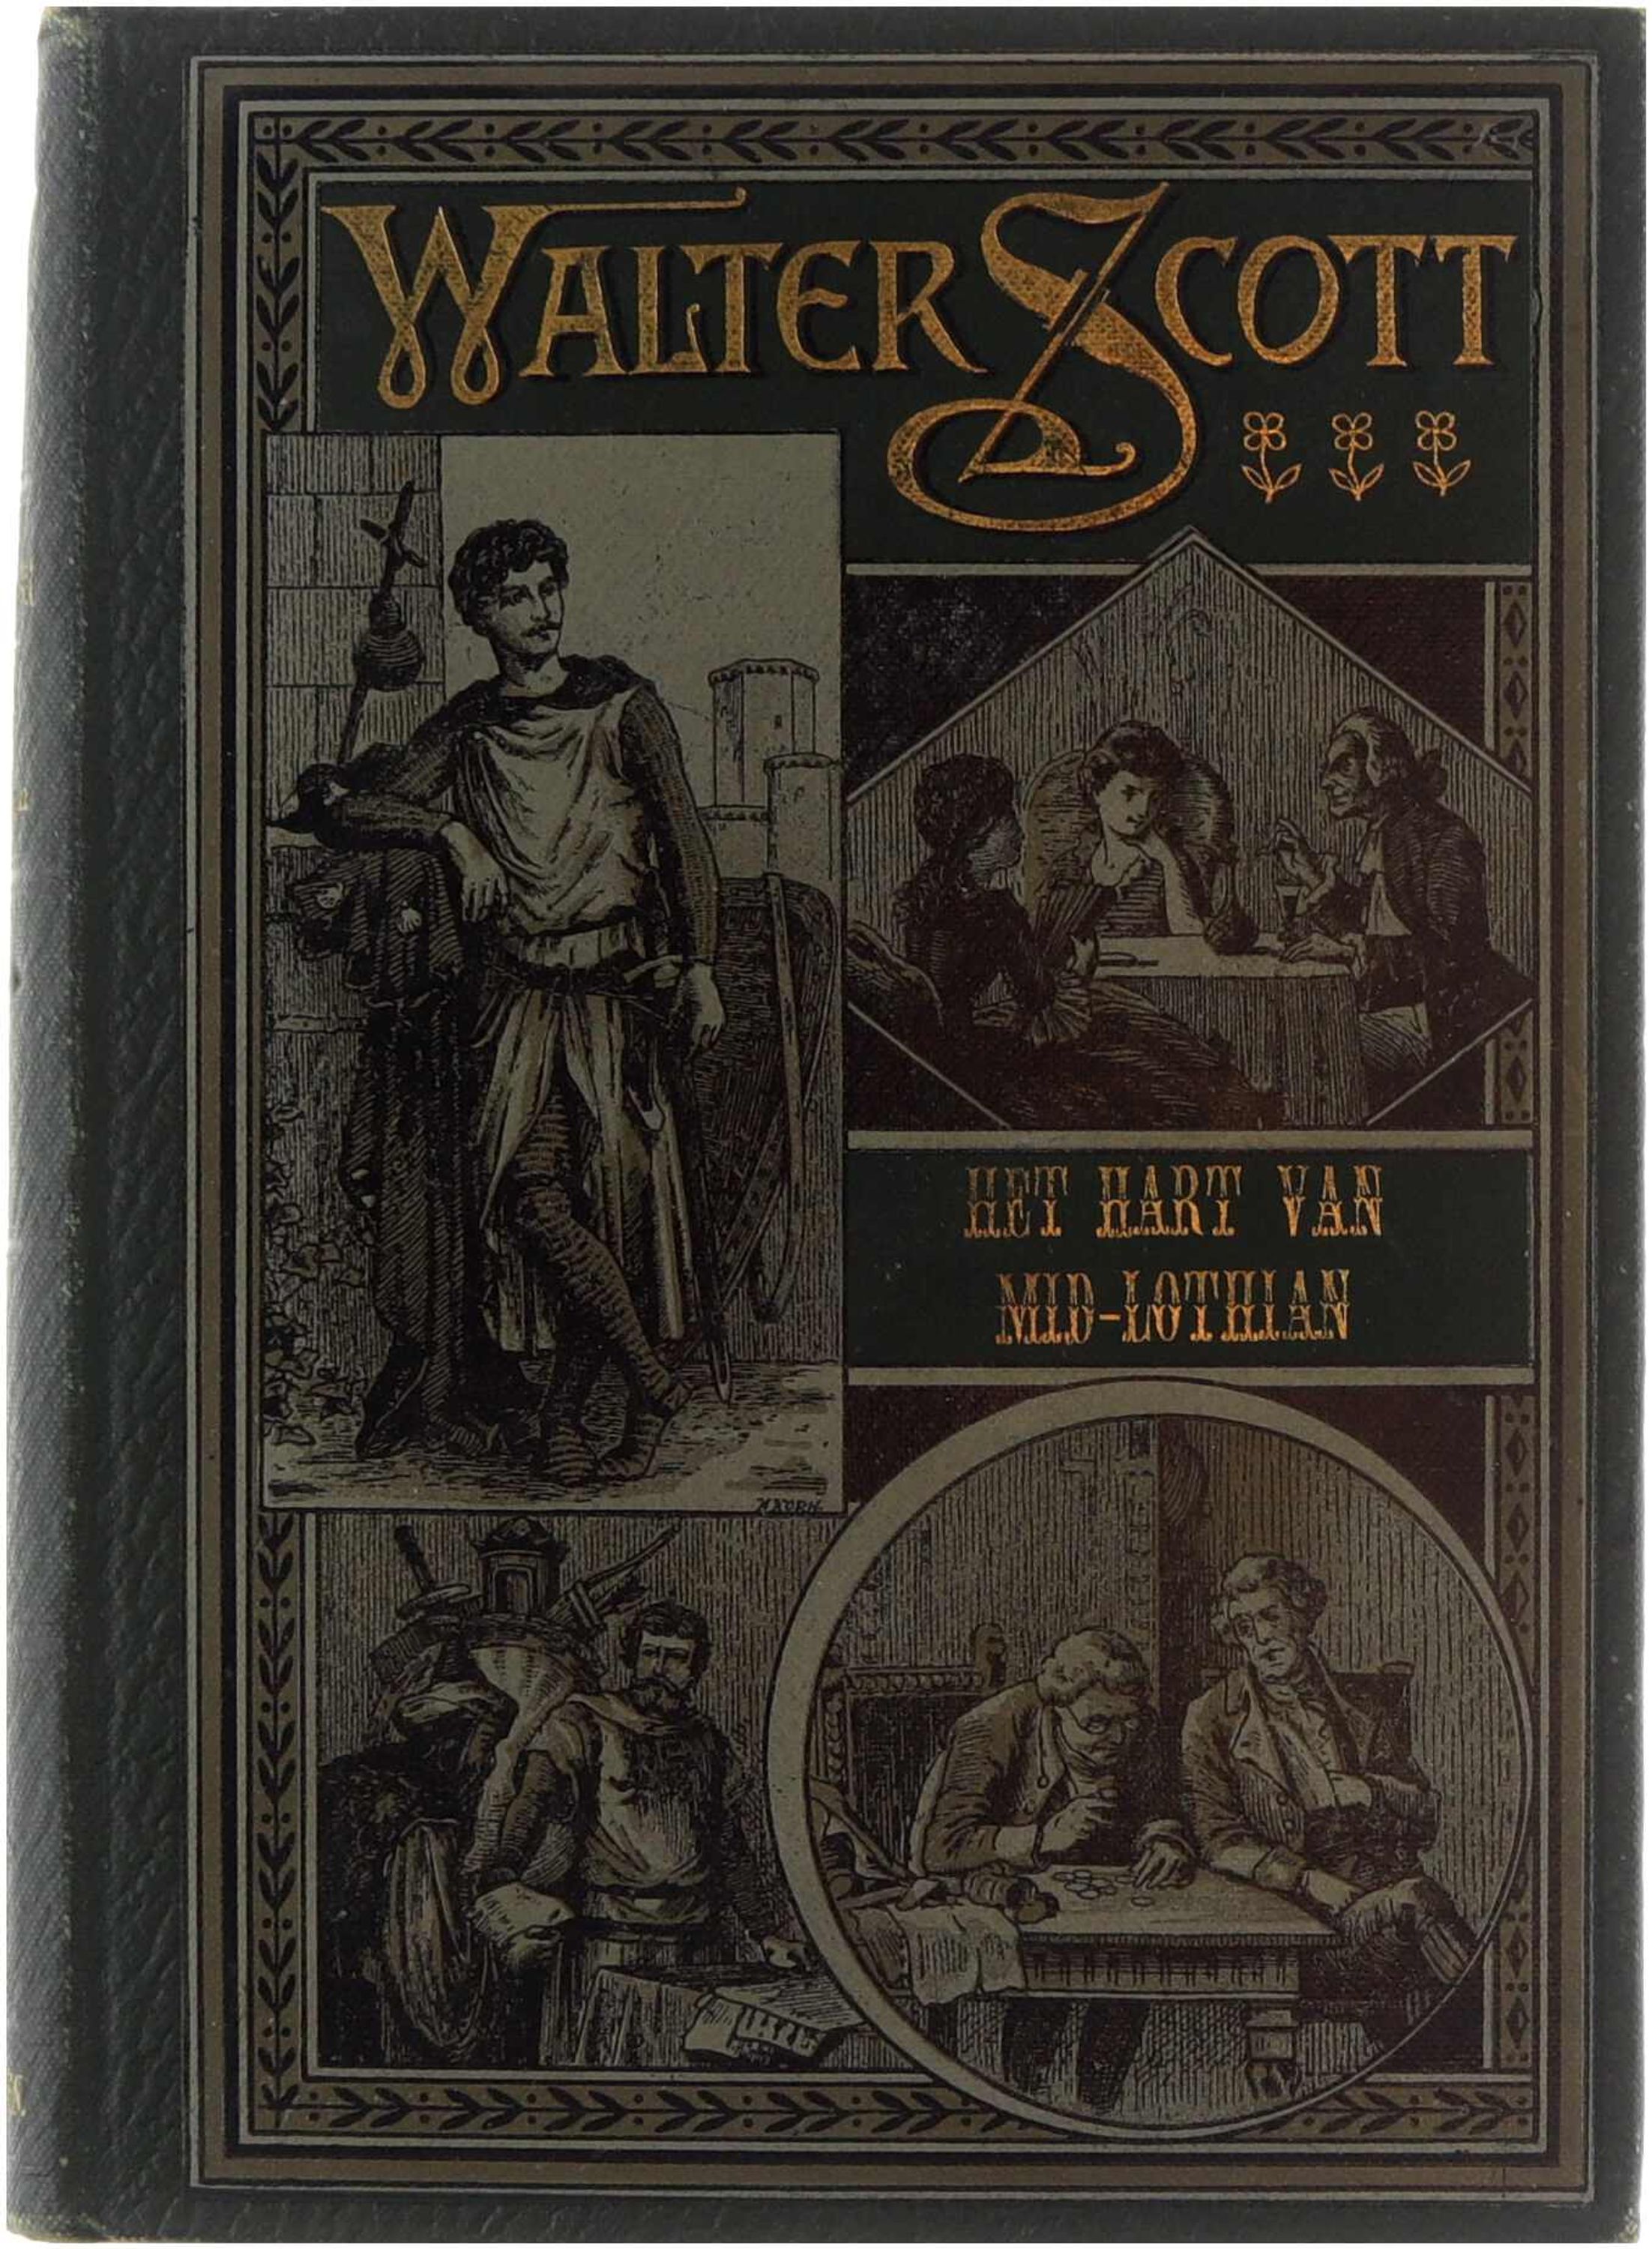 WALTER SCOTT
HET HART VAN
MID-LOTHIAN